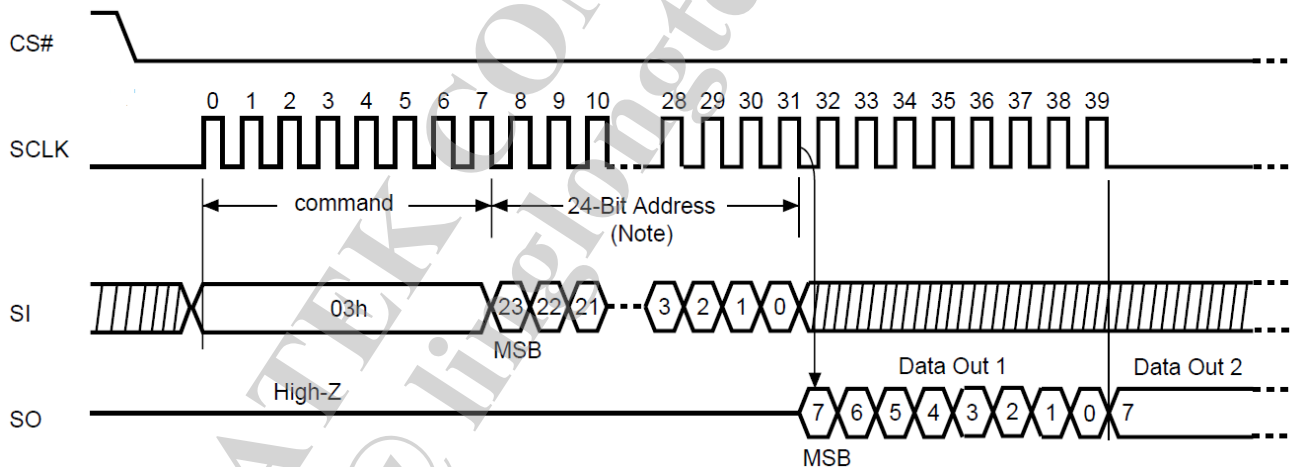 CS#
0 1 2 3 4 5 6 7 8 9 10 28 29 30 31 32 33 34 35 36 37 38 39
SCLK
command
24-Bit Address
(Note)
SI
03h
23 22 21 3 2 1 0
MSB
Data Out 1
Data Out 2
High-Z
SO
7 6 5 4 3 2 1 0 7
MSB
ATEK CON
@ linglongt